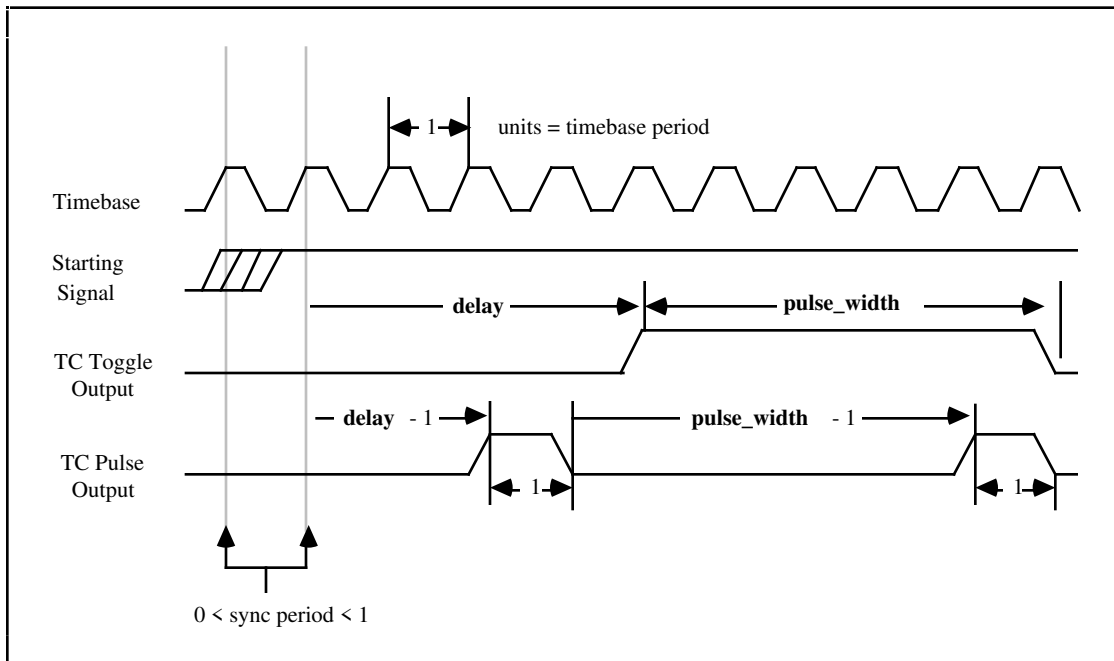 1 units = timebase period
Timebase
Starting
Signal
delay pulse_width
TC Toggle
Output
delay - 1 pulse_width - 1
TC Pulse
Output
1 1
0 < sync period < 1